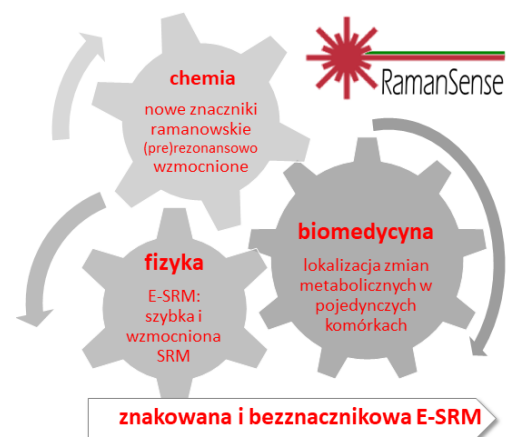 RamanSense
chemia
nowe znaczniki
ramanowskie
(pre)rezonansowo
wzmocnione
biomedycyna
lokalizacja zmian
metabolicznych w
pojedynczych
komórkach
fizyka
E-SRM:
szybka i
wzmocniona
SRM
znakowana i bezznacznikowa E-SRM